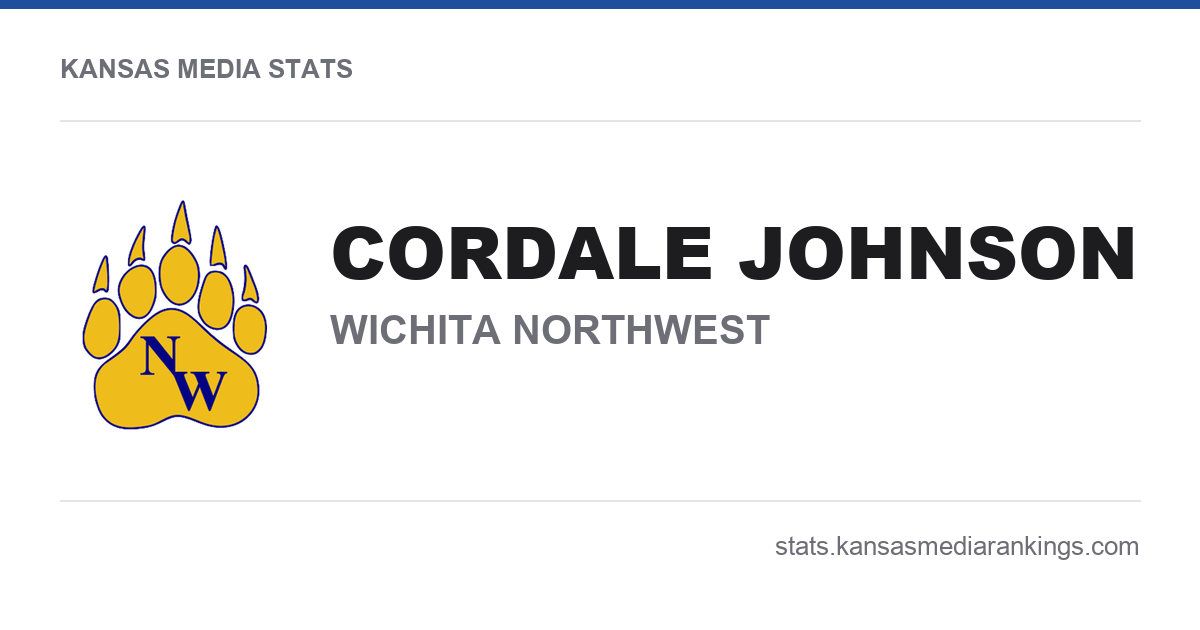 KANSAS MEDIA STATS
CORDALE JOHNSON
WICHITA NORTHWEST
NW
stats.kansasmediarankings.com